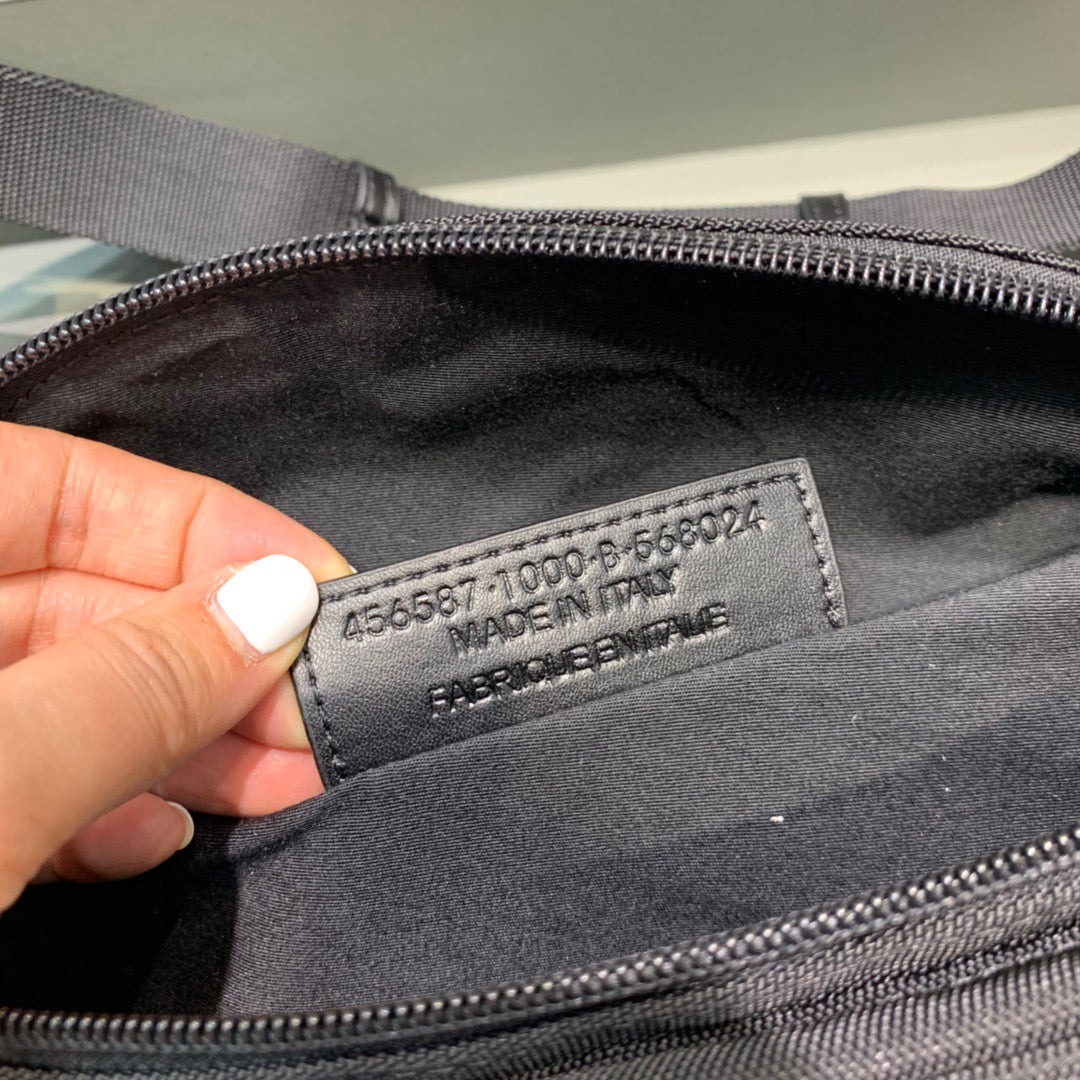 456587·1000·B·568024
MADE IN ITALY
FABRIQUE EN ITALIE